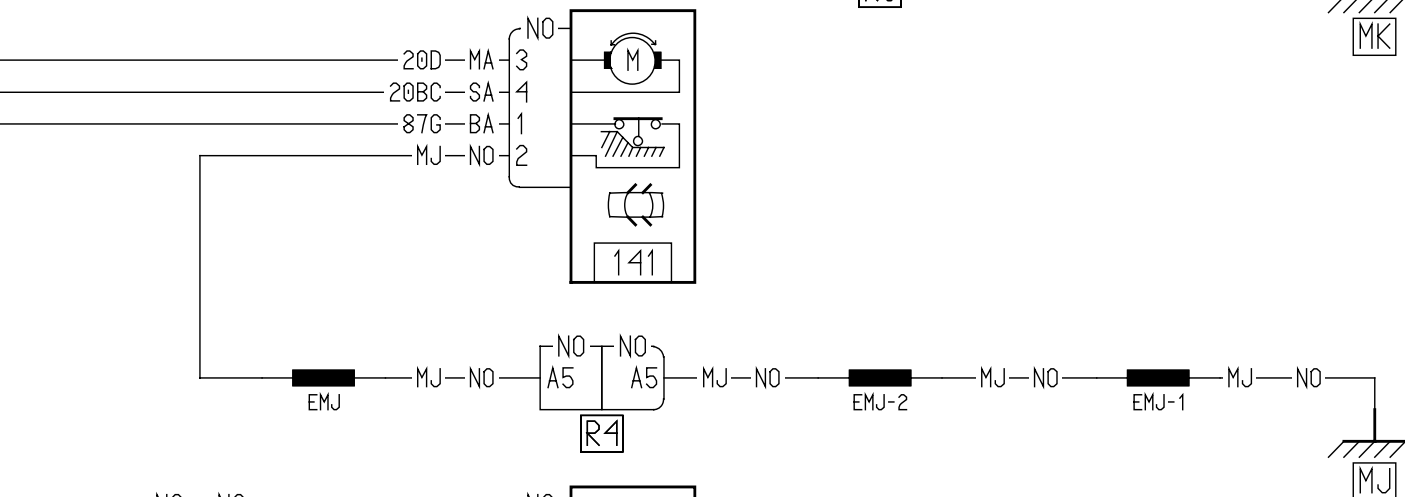 MK
NO
20D MA 3
M
20BC SA 4
87G BA 1
MJ NO 2
141
NO NO
MJ NO A5 A5 MJ NO MJ NO MJ NO
EMJ EMJ-2 EMJ-1
R4
MJ